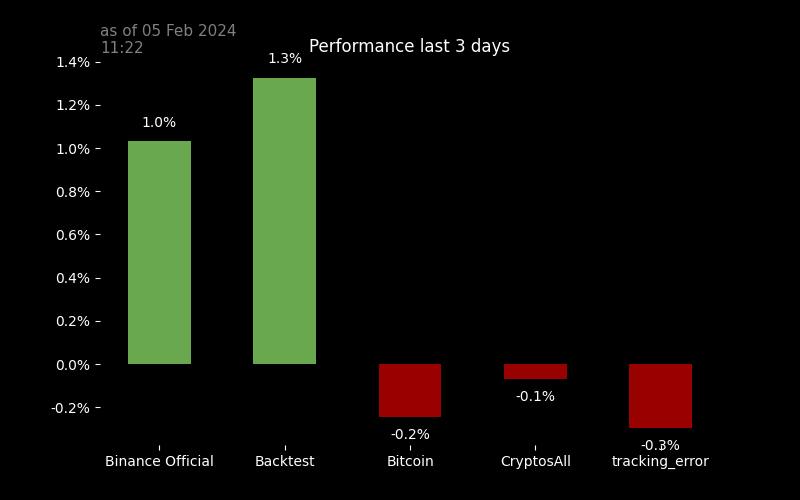 as of 05 Feb 2024
11:22
Performance last 3 days
1.4%
1.2%
1.0%
0.8%
0.6%
0.4%
0.2%
0.0%
-0.2%
1.0%
1.3%
-0.2%
-0.1%
-0.3%
Binance Official
Backtest
Bitcoin
CryptosAll
tracking_error